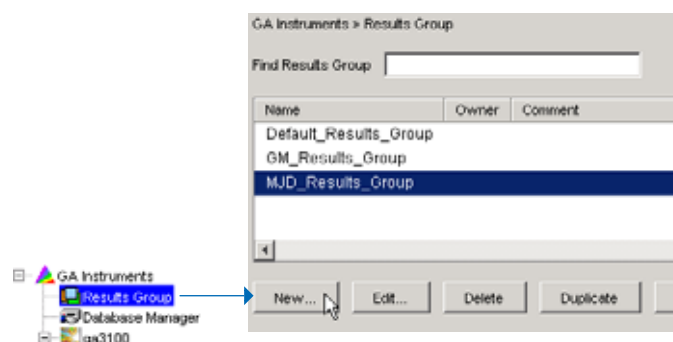 GA Instruments > Results Group
Find Results Group
Name Owner Comment
Default_Results_Group
GM_Results_Group
MJD_Results_Group
GA Instruments
Results Group
Database Manager
ga3100
New... Edit... Delete Duplicate